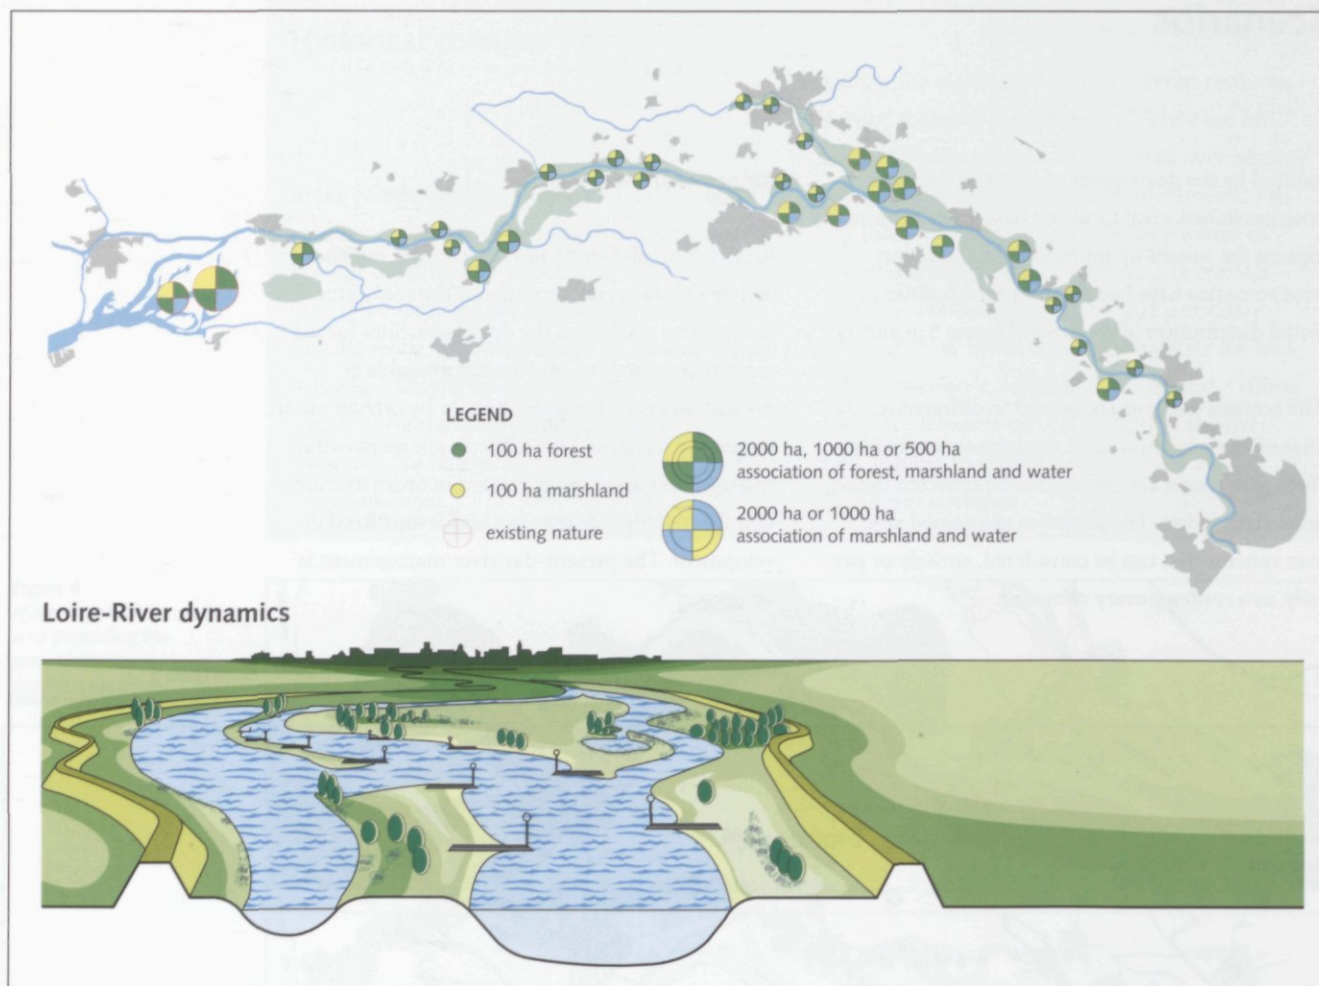 LEGEND
100 ha forest
100 ha marshland
existing nature
2000 ha, 1000 ha or 500 ha
association of forest, marshland and water
2000 ha or 1000 ha
association of marshland and water
Loire-River dynamics